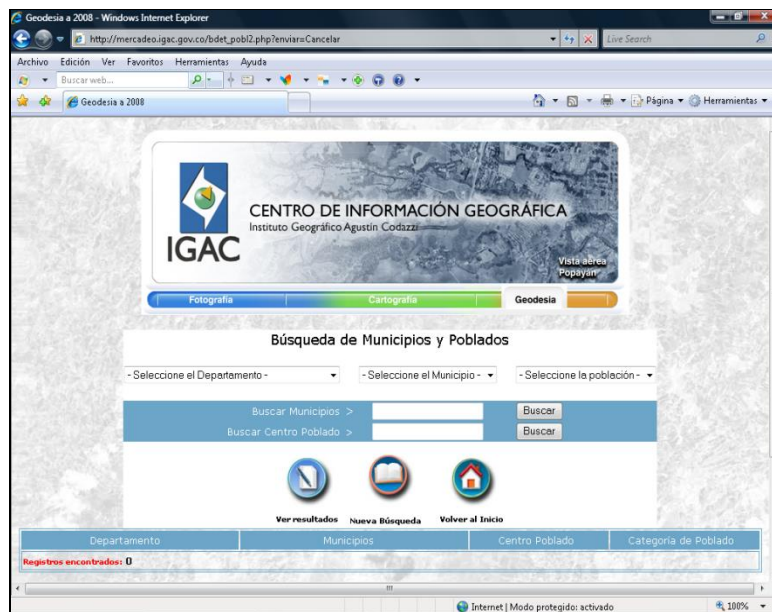 Geodesia a 2008 - Windows Internet Explorer
http://mercadeo.igac.gov.co/bdet_pobl2.php?enviar=Cancelar
Live Search
Archivo Edición Ver Favoritos Herramientas Ayuda
Buscar web...
Geodesia a 2008
Página
Herramientas
CENTRO DE INFORMACIÓN GEOGRÁFICA
Instituto Geográfico Agustín Codazzi
IGAC
Vista aérea
Popayán
Fotografía Cartografía Geodesia
Búsqueda de Municipios y Poblados
- Seleccione el Departamento - - Seleccione el Municipio - - Seleccione la población -
Buscar Municipios > Buscar
Buscar Centro Poblado > Buscar
Ver resultados Nueva Búsqueda Volver al Inicio
Departamento Municipios Centro Poblado Categoría de Poblado
Registros encontrados: 0
Internet | Modo protegido: activado 100%